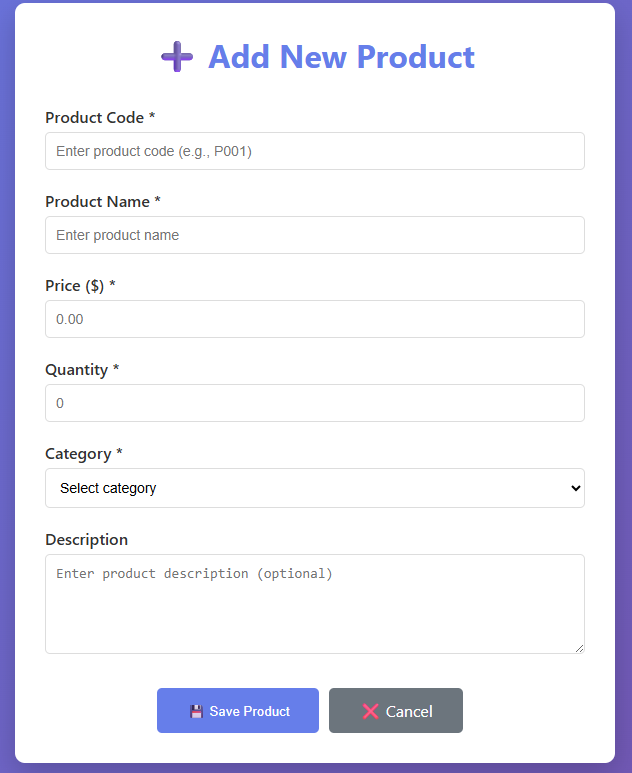 ➕ Add New Product
Product Code *
Enter product code (e.g., P001)
Product Name *
Enter product name
Price ($) *
0.00
Quantity *
0
Category *
Select category
Description
Enter product description (optional)
💾 Save Product
❌ Cancel